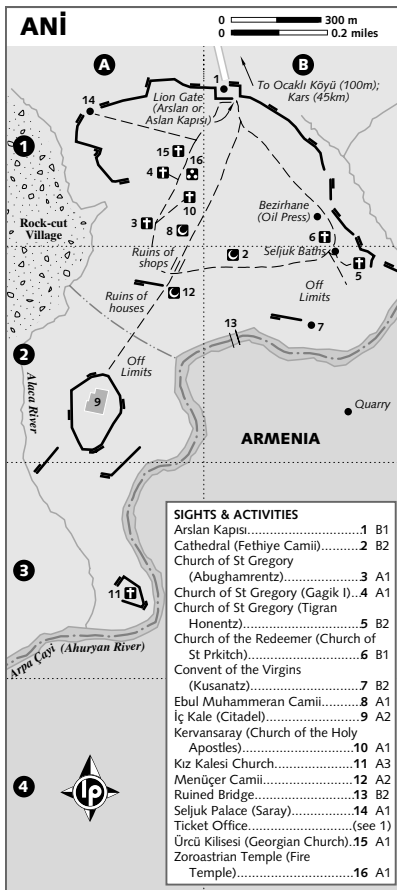 ANİ
0 300 m
0 0.2 miles
A
B
1
To Ocaklı Köyü (100m);
Kars (45km)
Lion Gate
(Arslan or
Aslan Kapısı)
14
1
15
16
4
10
Bezirhane
(Oil Press)
Rock-cut
Village
3
8
6
Ruins of
shops
2
Seljuk Baths
5
Ruins of
houses
12
Off
Limits
13
7
2
Off
Limits
Alaca River
9
Quarry
ARMENIA
3
11
Arpa Çayi (Ahuryan River)
4
lp
SIGHTS & ACTIVITIES
Arslan Kapısı.....................1 B1
Cathedral (Fethiye Camii)......2 B2
Church of St Gregory
(Abughamrentz)...............3 A1
Church of St Gregory (Gagik I)...4 A1
Church of St Gregory (Tigran
Honentz).....................5 B2
Church of the Redeemer (Church of
St Prkitch)....................6 B1
Convent of the Virgins
(Kusanatz)....................7 B2
Ebul Muhammeran Camii......8 A1
İç Kale (Citadel)................9 A2
Kervansaray (Church of the Holy
Apostles).....................10 A1
Kız Kalesi Church..............11 A3
Menüçer Camii................12 A2
Ruined Bridge..................13 B2
Seljuk Palace (Saray)...........14 A1
Ticket Office....................(see 1)
Ürcü Kilisesi (Georgian Church).15 A1
Zoroastrian Temple (Fire
Temple).......................16 A1